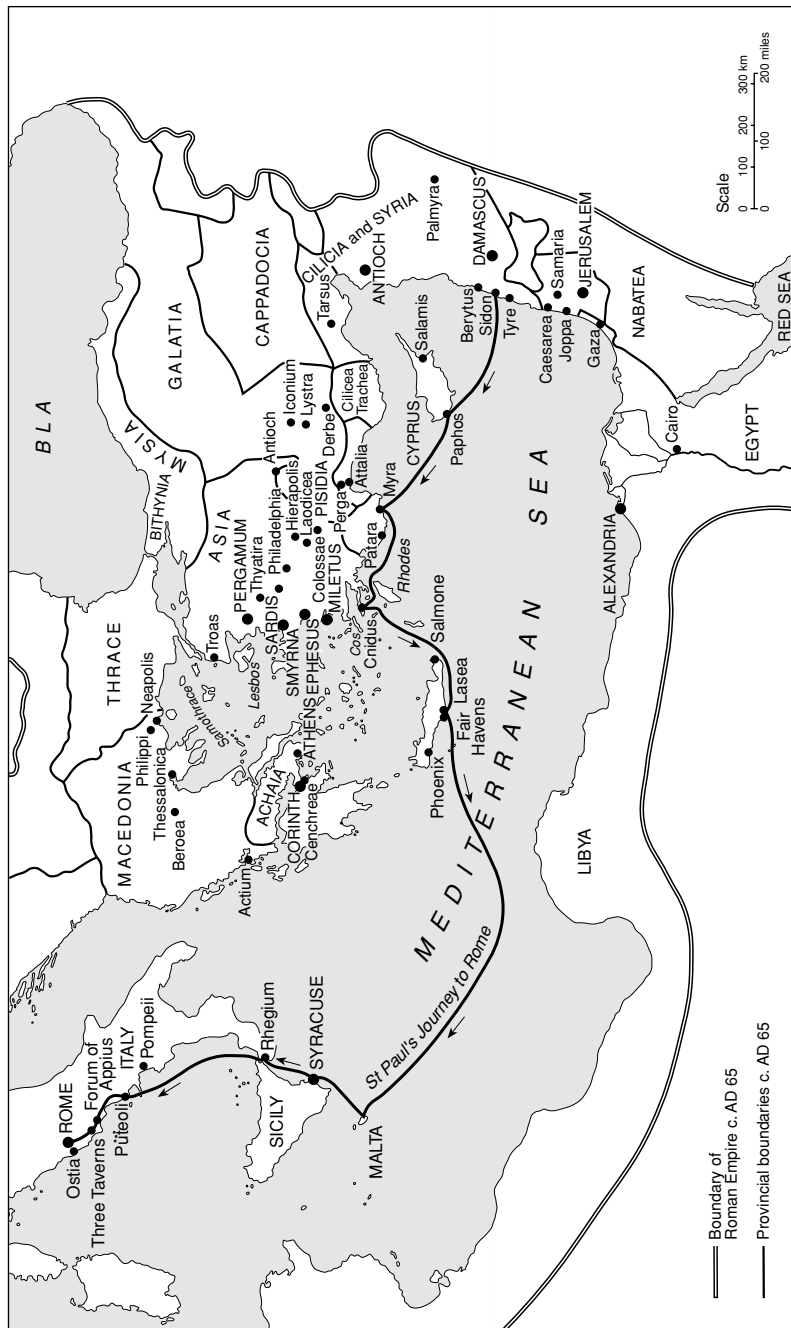 BLA
THRACE
MACEDONIA
Neapolis
Philippi
Thessalonica
Beroea
BITHYNIA
MYSIA
GALATIA
CAPPADOCIA
CILICIA and SYRIA
Tarsus
ANTIOCH
Palmyra
DAMASCUS
Berytus
Sidon
Tyre
Caesarea
Joppa
Gaza
Samaria
JERUSALEM
NABATEA
RED SEA
Cairo
EGYPT
ALEXANDRIA
LIBYA
ASIA
Troas
PERGAMUM
Thyatira
SARDIS
Philadelphia
Hierapolis
Laodicea
Colossae
SMYRNA
EPHESUS
MILETUS
Antioch
PISIDIA
Iconium
Lystra
Derbe
Cilicea
Trachea
Perga
Attalia
Myra
Patara
Rhodes
Cos
Cnidus
Lesbos
Samothrace
ACHAIA
ATHENS
CORINTH
Cenchreae
Actium
CYPRUS
Salamis
Paphos
Salmone
Lasea
Fair
Havens
Phoenix
MEDITERRANEAN SEA
St Paul's Journey to Rome
ROME
Ostia
Three Taverns
Forum of
Appius
Püteoli
ITALY
Pompeii
Rhegium
SICILY
SYRACUSE
MALTA
Scale
0 100 200 300 km
0 100 200 miles
Boundary of
Roman Empire c. AD 65
Provincial boundaries c. AD 65